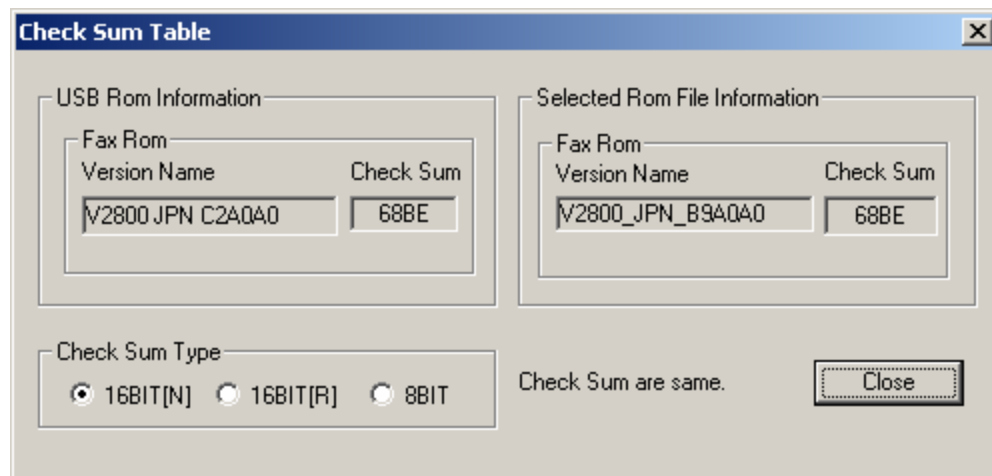 Check Sum Table
USB Rom Information
Fax Rom
Version Name Check Sum
V2800 JPN C2A0A0 68BE
Selected Rom File Information
Fax Rom
Version Name Check Sum
V2800_JPN_B9A0A0 68BE
Check Sum Type
16BIT[N] 16BIT[R] 8BIT
Check Sum are same.
Close